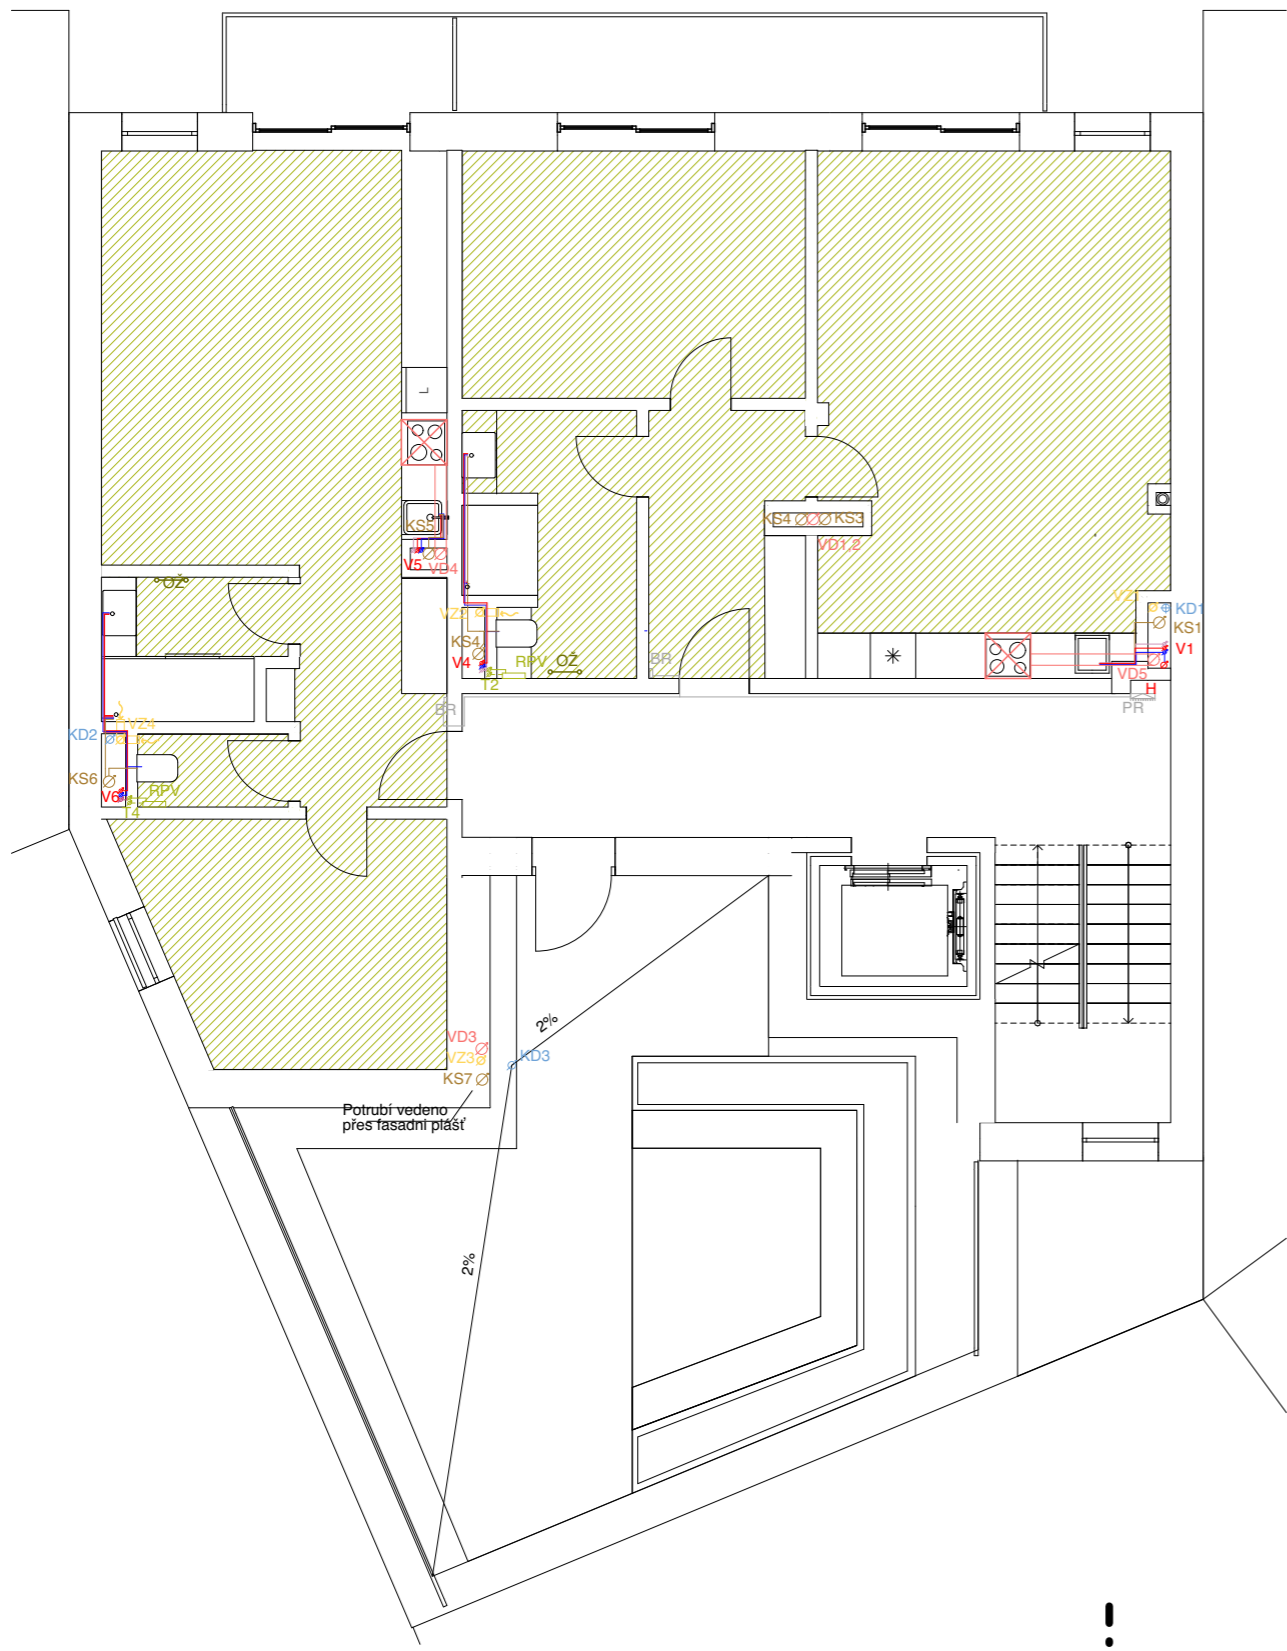 L
KS5
V5
VD4
KS4
KS3
VD1,2
OŽ
VZ2
KS4
V4
T2
RPV
OŽ
BR
BR
VZ1
KD1
KS1
V1
VD5
H
PR
VZ4
KD2
KS6
V6
T4
RPV
VD3
VZ3
KS7
KD3
2%
Potrubí vedeno
přes fasadní plášť
2%